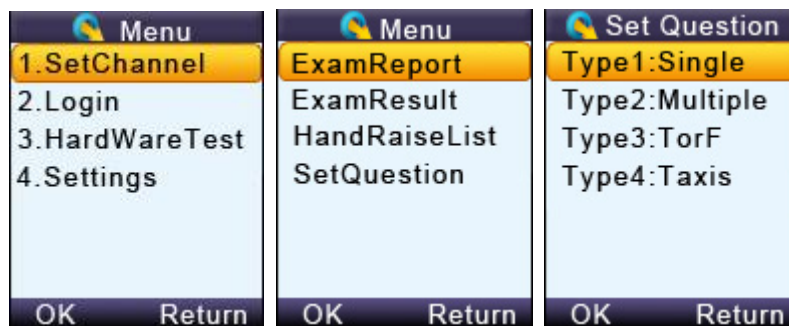 Menu
1.SetChannel
2.Login
3.HardWareTest
4.Settings
OK Return
Menu
ExamReport
ExamResult
HandRaiseList
SetQuestion
OK Return
Set Question
Type1:Single
Type2:Multiple
Type3:TorF
Type4:Taxis
OK Return